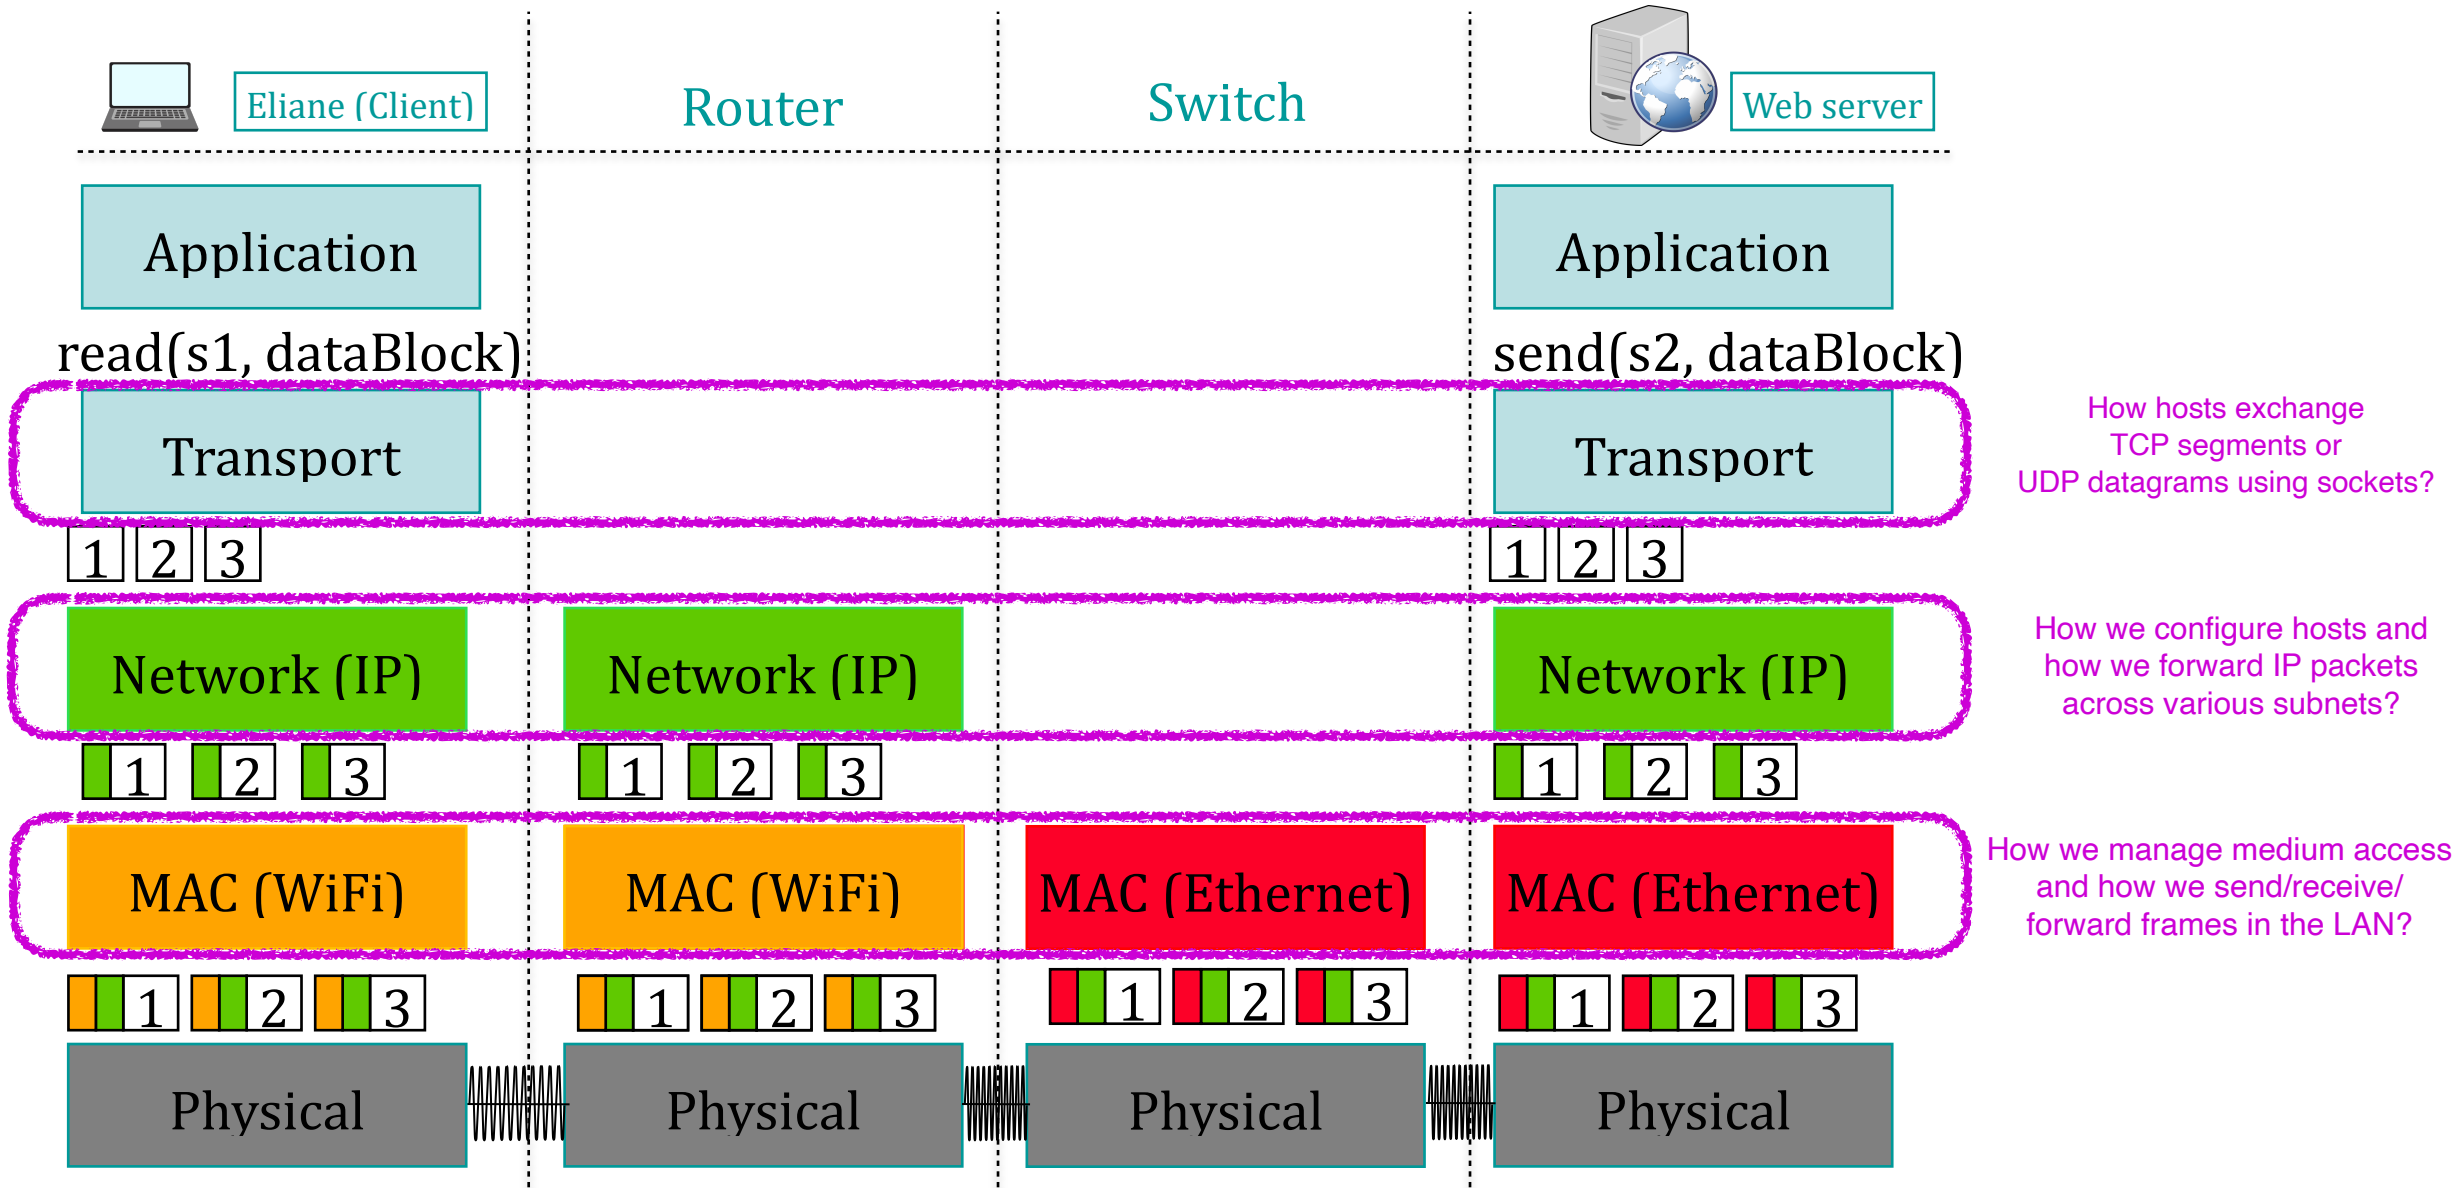 Eliane (Client)
Router
Switch
Web server
Application
Application
read(s1, dataBlock)
send(s2, dataBlock)
Transport
Transport
How hosts exchange
TCP segments or
UDP datagrams using sockets?
1 2 3
1 2 3
Network (IP)
Network (IP)
Network (IP)
How we configure hosts and
how we forward IP packets
across various subnets?
1 2 3
1 2 3
1 2 3
MAC (WiFi)
MAC (WiFi)
MAC (Ethernet)
MAC (Ethernet)
How we manage medium access
and how we send/receive/
forward frames in the LAN?
1 2 3
1 2 3
1 2 3
1 2 3
Physical
Physical
Physical
Physical